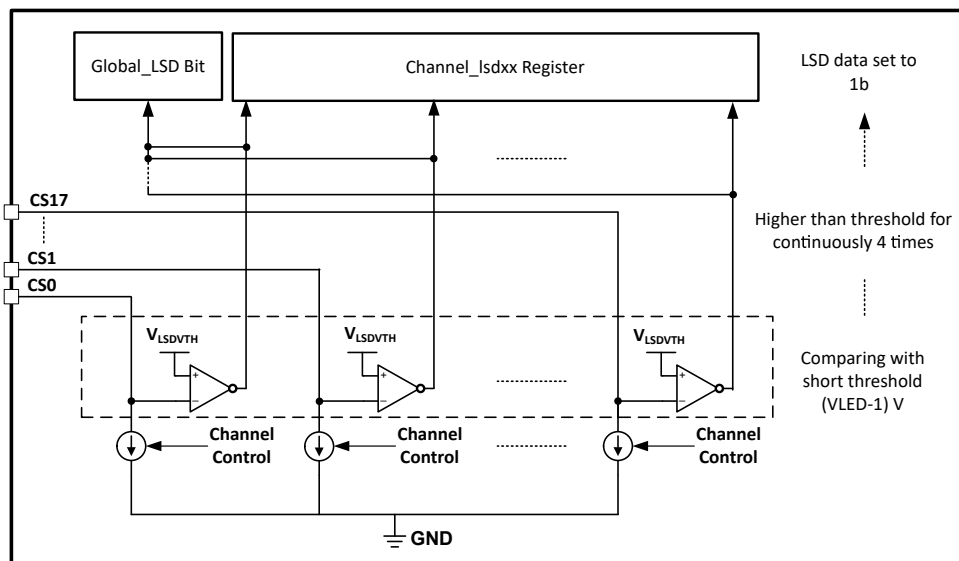 Global_LSD Bit
Channel_lsdxx Register
LSD data set to
1b
CS17
Higher than threshold for
continuously 4 times
CS1
CS0
VLSDVTH
VLSDVTH
VLSDVTH
+
−
+
−
+
−
Comparing with
short threshold
(VLED-1) V
Channel
Control
Channel
Control
Channel
Control
GND